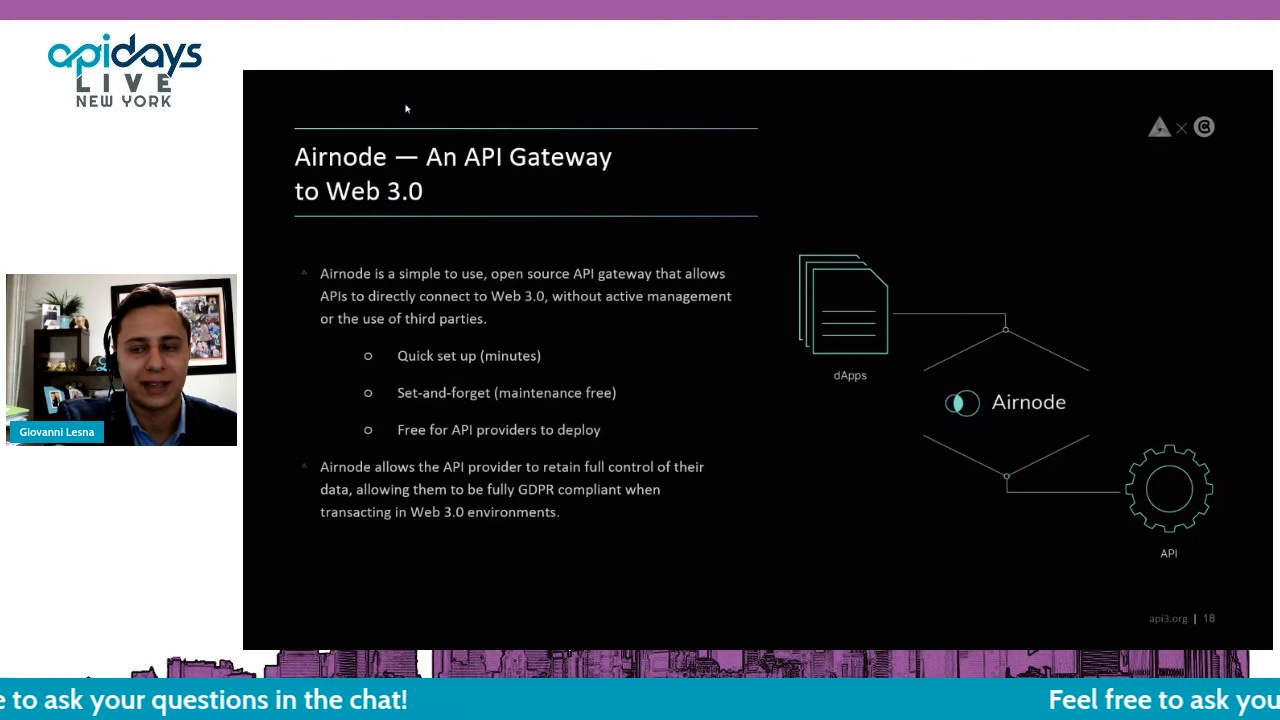 apidays
LIVE
NEW YORK
Airnode — An API Gateway
to Web 3.0
Airnode is a simple to use, open source API gateway that allows
APIs to directly connect to Web 3.0, without active management
or the use of third parties.
Quick set up (minutes)
Set-and-forget (maintenance free)
Free for API providers to deploy
Airnode allows the API provider to retain full control of their
data, allowing them to be fully GDPR compliant when
transacting in Web 3.0 environments.
dApps
Airnode
API
api3.org | 18
Giovanni Lesna
e to ask your questions in the chat!
Feel free to ask you